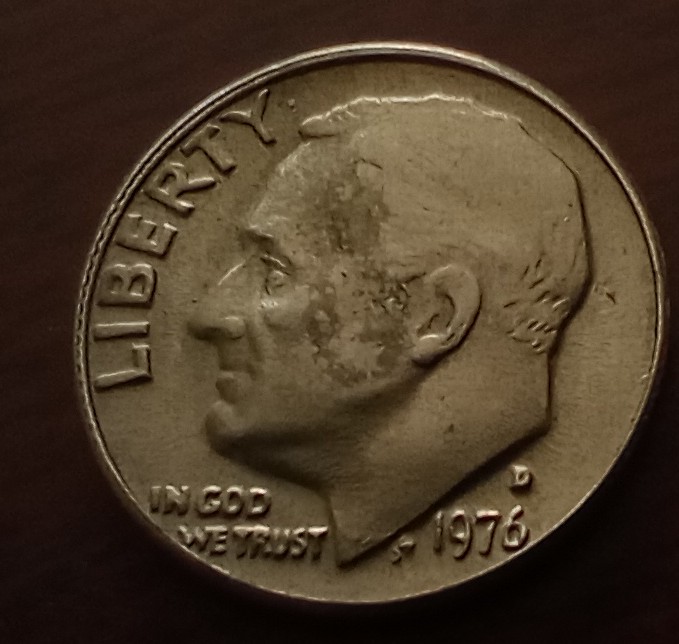 LIBERTY
IN GOD
WE TRUST
D
1976